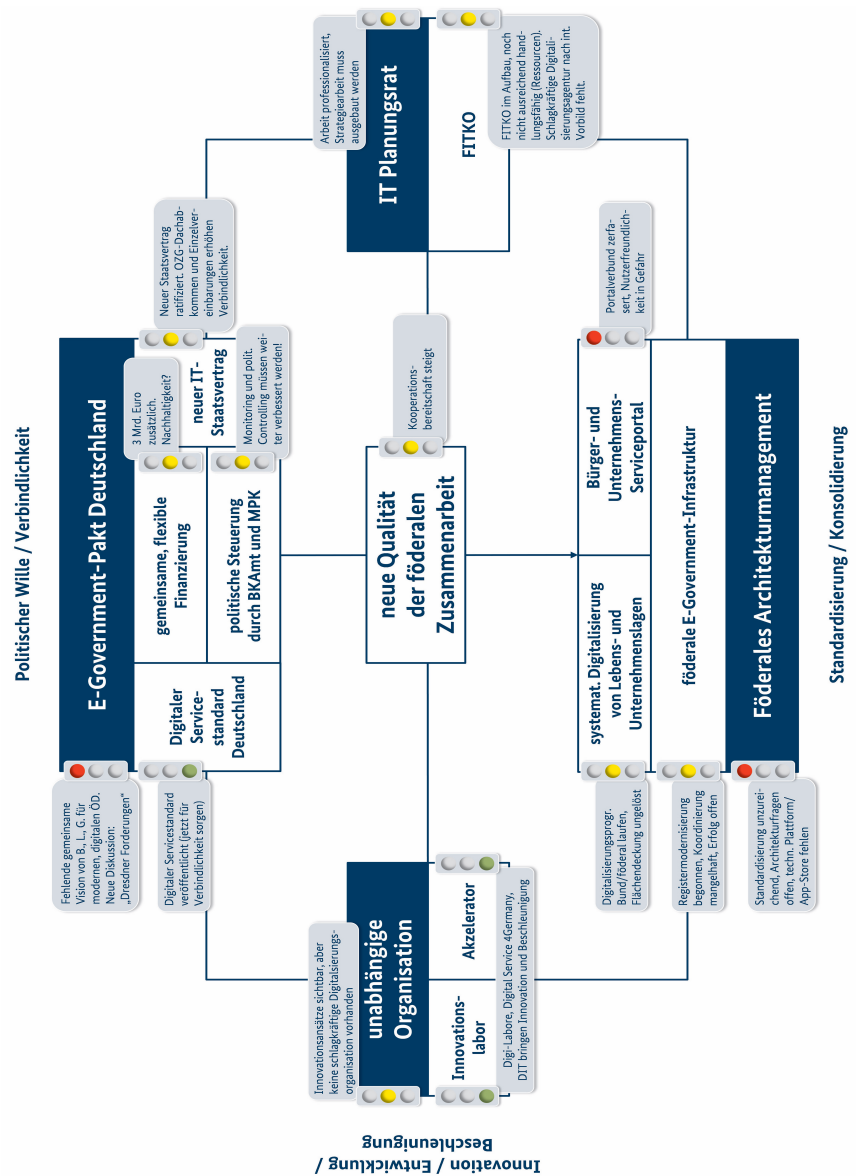 Politischer Wille / Verbindlichkeit
Fehlende gemeinsame
Vision von B., L., G. für
modernen, digitalen ÖD.
Neue Diskussion:
„Dresdner Forderungen“
Digitaler Servicestandard
veröffentlicht (jetzt für
Verbindlichkeit sorgen)
E-Government-Pakt Deutschland
Digitaler
Service-
standard
Deutschland
gemeinsame, flexible
Finanzierung
politische Steuerung
durch BKAmt und MPK
neuer IT-
Staatsvertrag
3 Mrd. Euro
zusätzlich.
Nachhaltigkeit?
Monitoring und polit.
Controlling müssen wei-
ter verbessert werden!
Neuer Staatsvertrag
ratifiziert. OZG-Dachab-
kommen und Einzelver-
einbarungen erhöhen
Verbindlichkeit.
Innovation / Entwicklung /
Beschleunigung
Innovationsansätze sichtbar, aber
keine schlagkräftige Digitalsierungs-
organisation vorhanden
unabhängige
Organisation
Innovations-
labor
Akzelerator
Digi-Labore, Digital Service 4Germany,
DIT bringen Innovation und Beschleunigung
neue Qualität
der föderalen
Zusammenarbeit
Kooperations-
bereitschaft steigt
Arbeit professionalisiert,
Strategiearbeit muss
ausgebaut werden
IT Planungsrat
FITKO
FITKO im Aufbau, noch
nicht ausreichend hand-
lungsfähig (Ressourcen).
Schlagkräftige Digitali-
sierungsagentur nach int.
Vorbild fehlt.
Digitalisierungsprogr.
Bund/föderal laufen,
Flächendeckung ungelöst
systemat. Digitalisierung
von Lebens- und
Unternehmenslagen
Bürger- und
Unternehmens-
Serviceportal
Portalverbund zerfa-
sert, Nutzerfreundlich-
keit in Gefahr
Registermodernisierung
begonnen, Koordinierung
mangelhaft, Erfolg offen
föderale E-Government-Infrastruktur
Standardisierung unzurei-
chend, Architekturfragen
offen, techn. Plattform/
App-Store fehlen
Föderales Architekturmanagement
Standardisierung / Konsolidierung